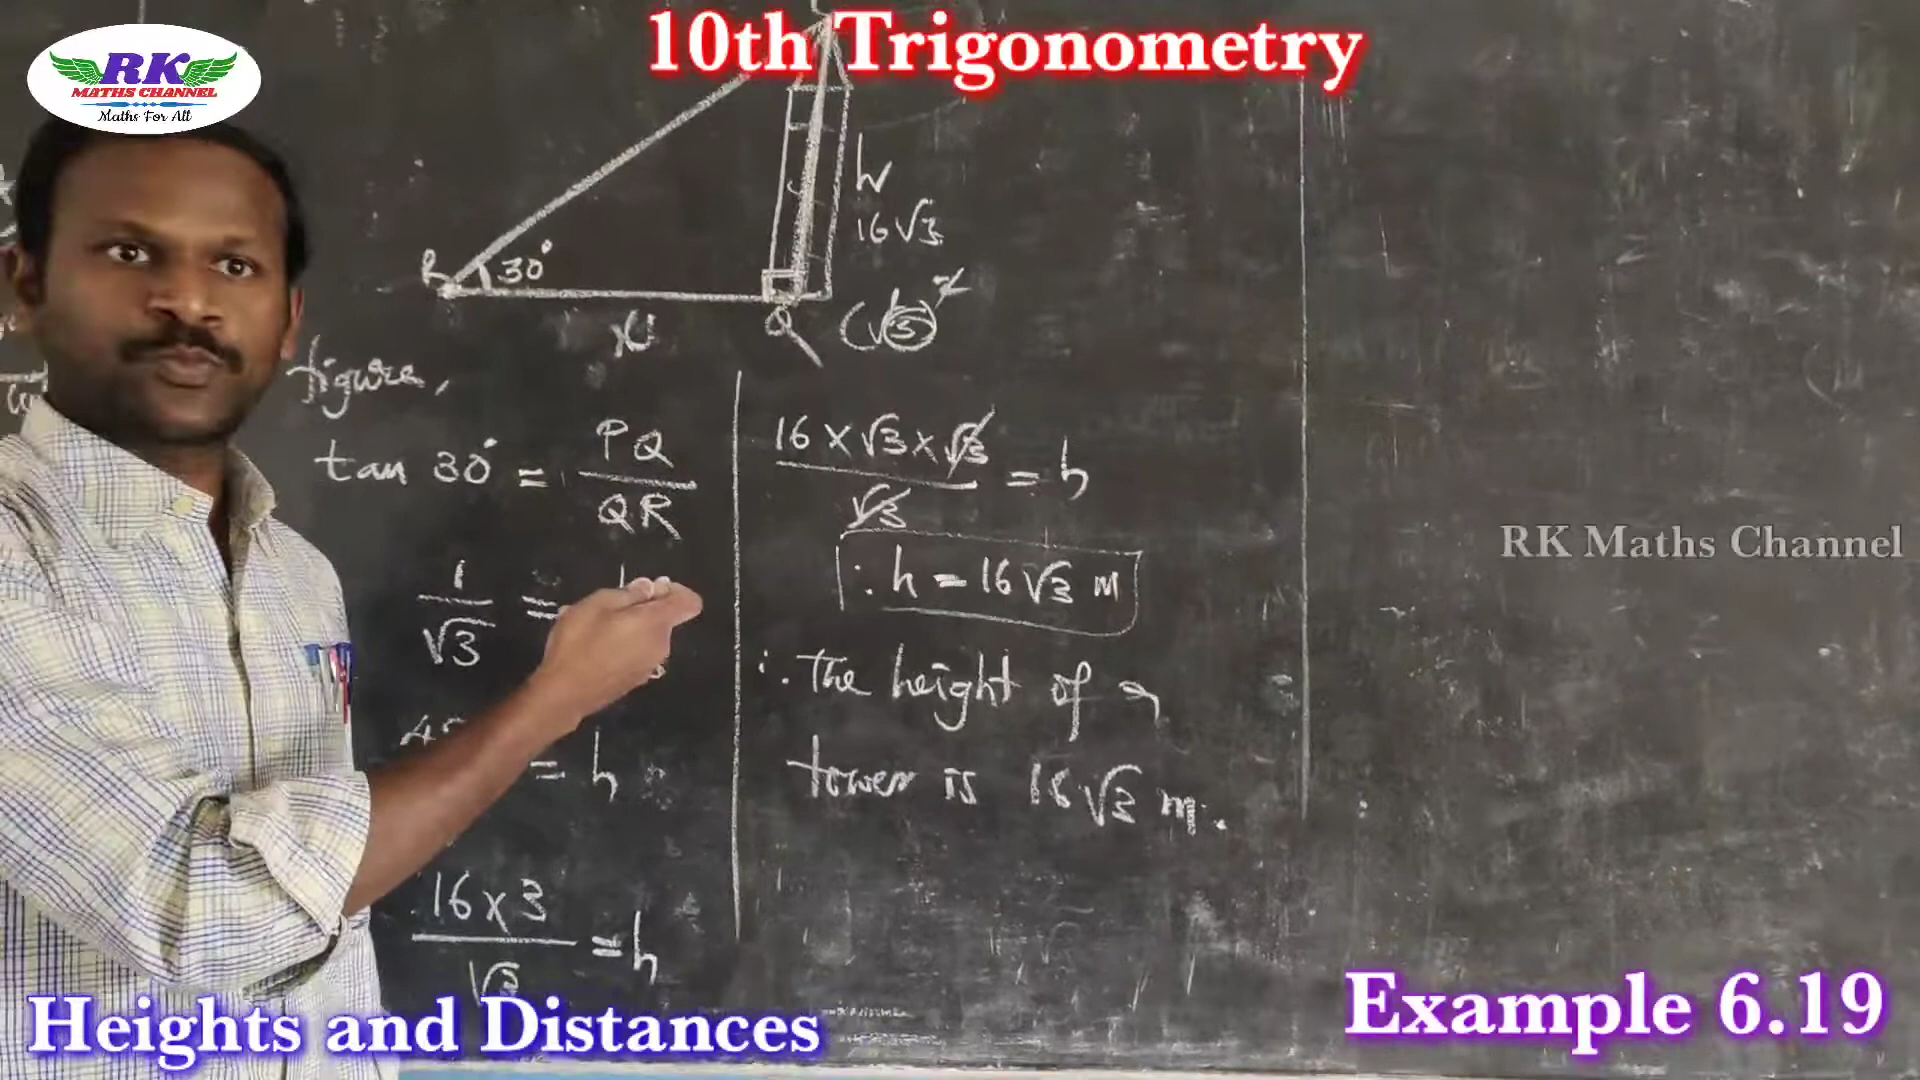 10th Trigonometry
RK
MATHS CHANNEL
Maths For All
h
16√3
R
30°
x
Q
(√3)²
figure,
tan 30° = PQ/QR
1/√3 =
= h
16 × 3/√3 = h
16 × √3 × √3/√3 = h
∴ h = 16√3 m
∴ The height of a
tower is 16√3 m.
RK Maths Channel
Heights and Distances
Example 6.19